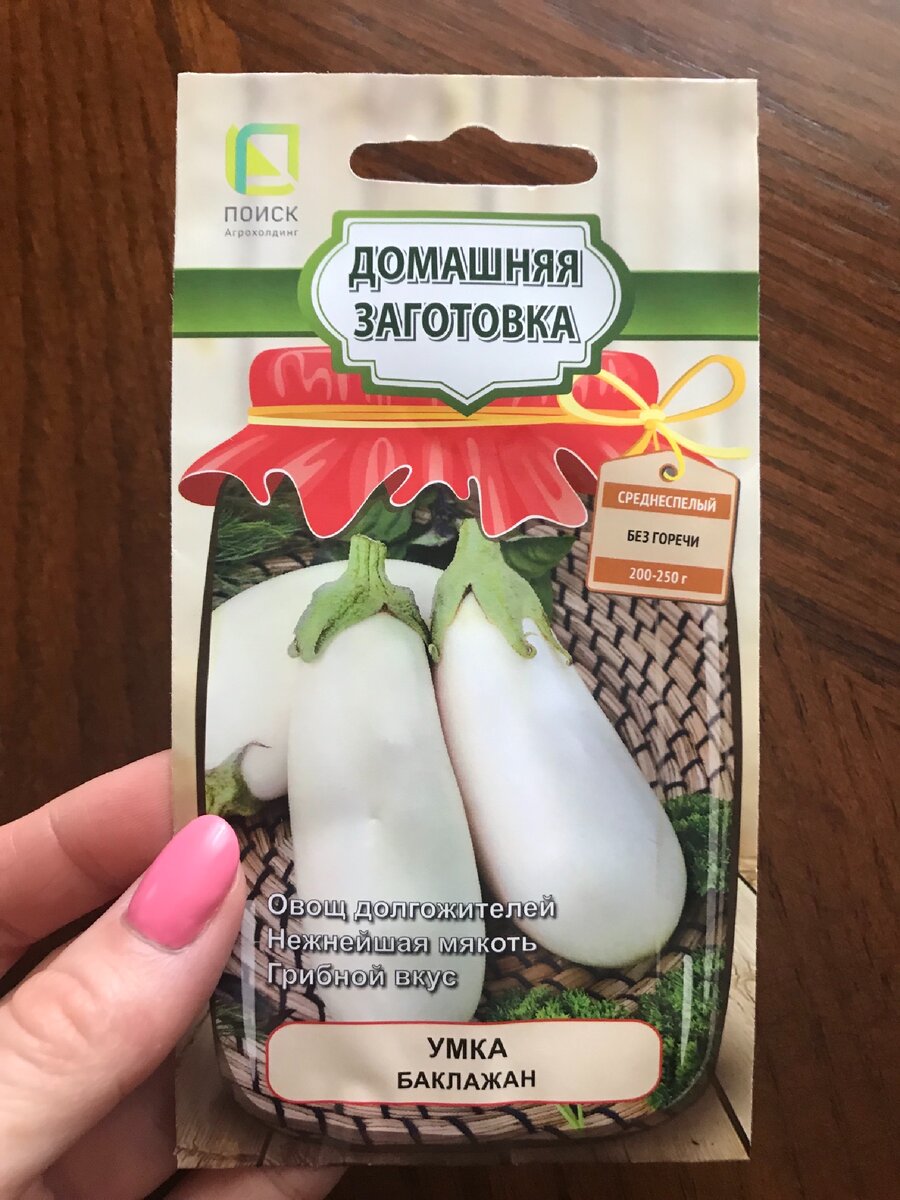 ПОИСК
Агрохолдинг
ДОМАШНЯЯ
ЗАГОТОВКА
СРЕДНЕСПЕЛЫЙ
БЕЗ ГОРЕЧИ
200-250 г
Овощ долгожителей
Нежнейшая мякоть
Грибной вкус
УМКА
БАКЛАЖАН